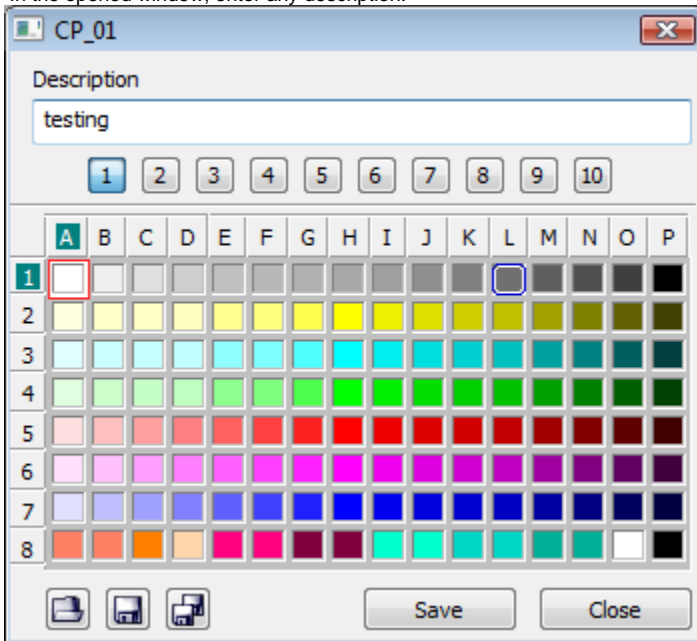 In the opened window, enter any description.
CP_01
Description
testing
1 2 3 4 5 6 7 8 9 10
A B C D E F G H I J K L M N O P
1
2
3
4
5
6
7
8
Save Close